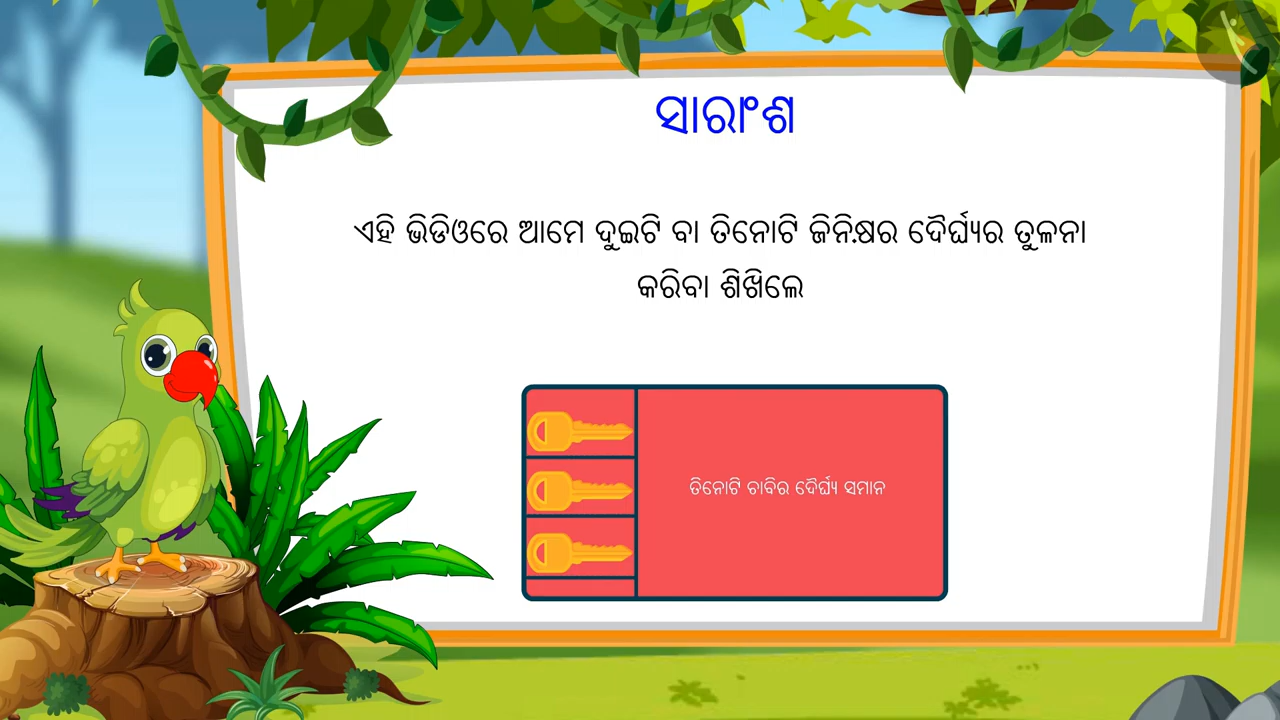 ସାରାଂଶ
ଏହି ଭିଡିଓରେ ଆମେ ଦୁଇଟି ବା ତିନୋଟି ଜିନିଷର ଦୈର୍ଘ୍ୟର ତୁଳନା
କରିବା ଶିଖିଲେ
ତିନୋଟି ଚାବିର ଦୈର୍ଘ୍ୟ ସମାନ